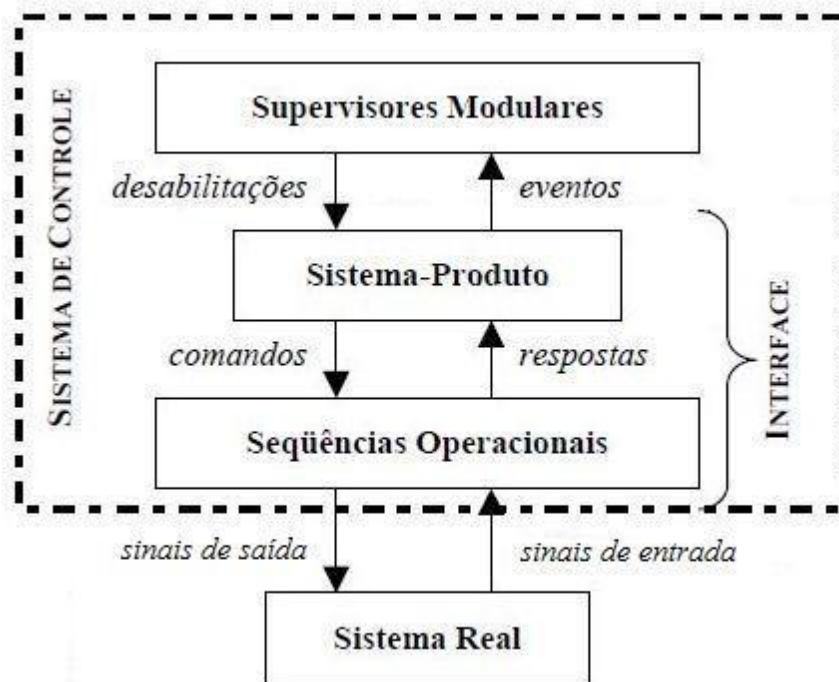 SISTEMA DE CONTROLE
Supervisores Modulares
desabilitações
eventos
Sistema-Produto
comandos
respostas
INTERFACE
Seqüências Operacionais
sinais de saída
sinais de entrada
Sistema Real